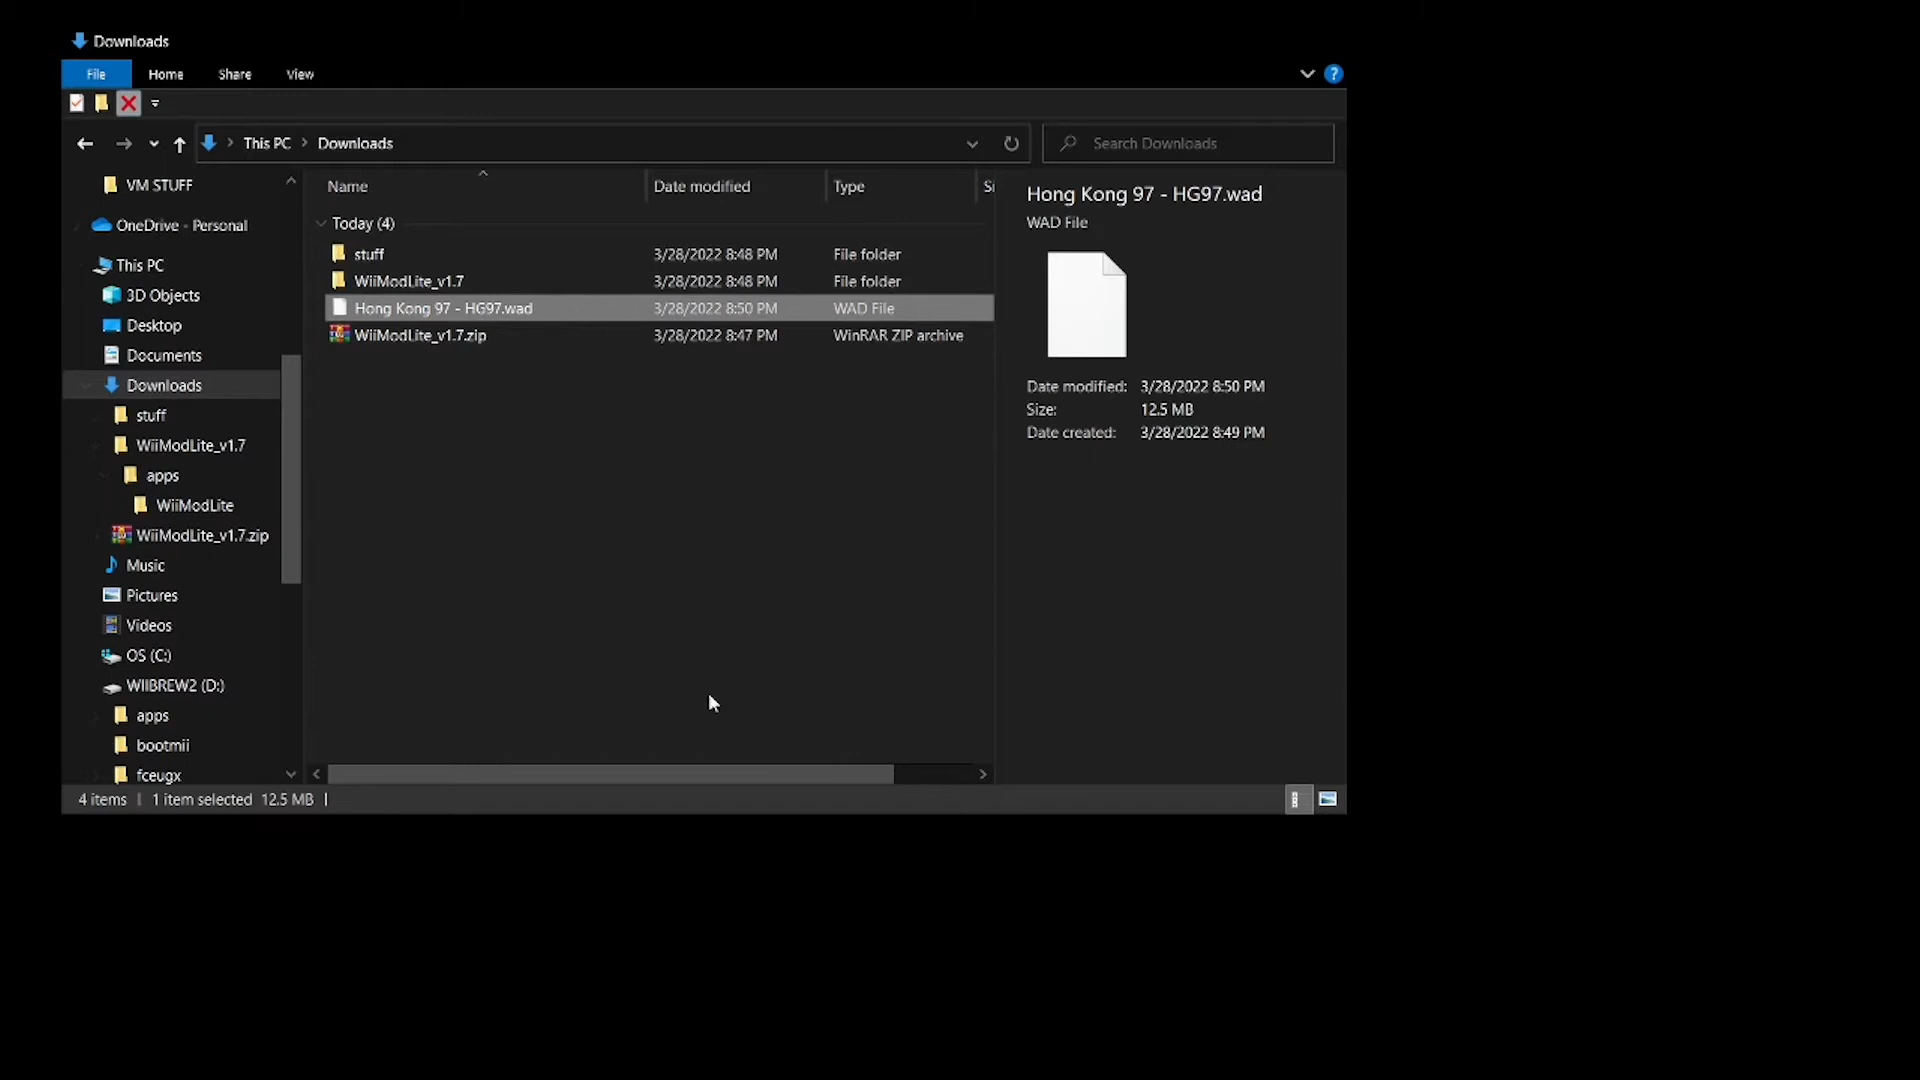 Downloads
File Home Share View
This PC > Downloads
Search Downloads
VM STUFF
OneDrive - Personal
This PC
3D Objects
Desktop
Documents
Downloads
stuff
WiiModLite_v1.7
apps
WiiModLite
WiiModLite_v1.7.zip
Music
Pictures
Videos
OS (C:)
WIIBREW2 (D:)
apps
bootmii
fceugx
Name Date modified Type Si
Today (4)
stuff 3/28/2022 8:48 PM File folder
WiiModLite_v1.7 3/28/2022 8:48 PM File folder
Hong Kong 97 - HG97.wad 3/28/2022 8:50 PM WAD File
WiiModLite_v1.7.zip 3/28/2022 8:47 PM WinRAR ZIP archive
Hong Kong 97 - HG97.wad
WAD File
Date modified: 3/28/2022 8:50 PM
Size: 12.5 MB
Date created: 3/28/2022 8:49 PM
4 items 1 item selected 12.5 MB